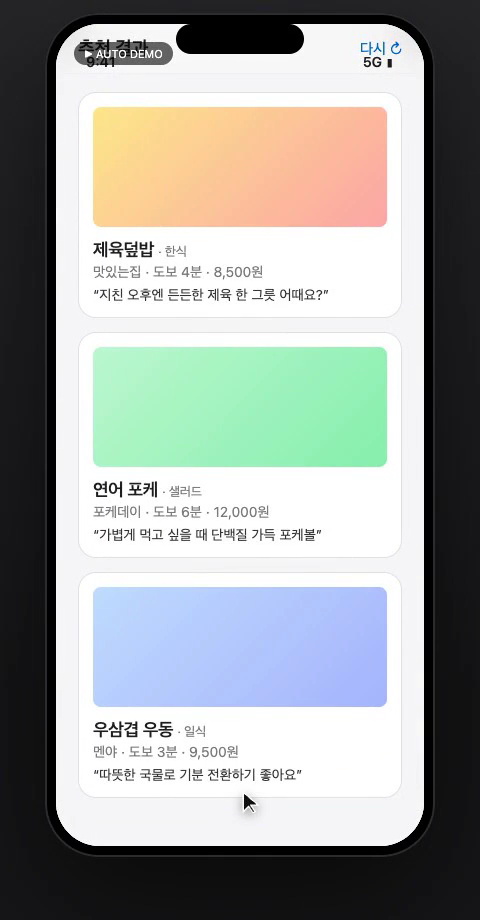 추천 결과
▶ AUTO DEMO
다시 ↻
9:41
5G
제육덮밥 · 한식
맛있는집 · 도보 4분 · 8,500원
“지친 오후엔 든든한 제육 한 그릇 어때요?”
연어 포케 · 샐러드
포케데이 · 도보 6분 · 12,000원
“가볍게 먹고 싶을 때 단백질 가득 포케볼”
우삼겹 우동 · 일식
멘야 · 도보 3분 · 9,500원
“따뜻한 국물로 기분 전환하기 좋아요”